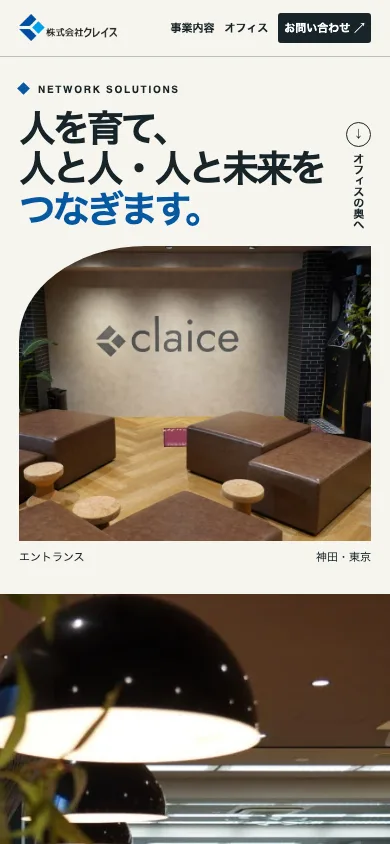 株式会社クレイス
事業内容 オフィス お問い合わせ ↗
NETWORK SOLUTIONS
人を育て、
人と人・人と未来を
つなぎます。
↓
オフィスの奥へ
claice
エントランス
神田・東京